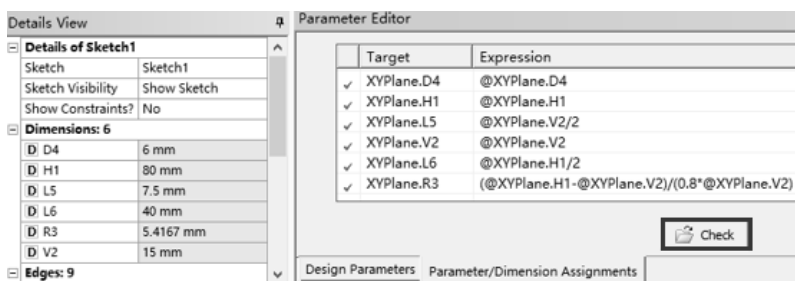 Details View
Details of Sketch1
Sketch Sketch1
Sketch Visibility Show Sketch
Show Constraints? No
Dimensions: 6
D D4 6 mm
D H1 80 mm
D L5 7.5 mm
D L6 40 mm
D R3 5.4167 mm
D V2 15 mm
Edges: 9
Parameter Editor
Target Expression
XYPlane.D4 @XYPlane.D4
XYPlane.H1 @XYPlane.H1
XYPlane.L5 @XYPlane.V2/2
XYPlane.V2 @XYPlane.V2
XYPlane.L6 @XYPlane.H1/2
XYPlane.R3 (@XYPlane.H1-@XYPlane.V2)/(0.8*@XYPlane.V2)
Check
Design Parameters Parameter/Dimension Assignments